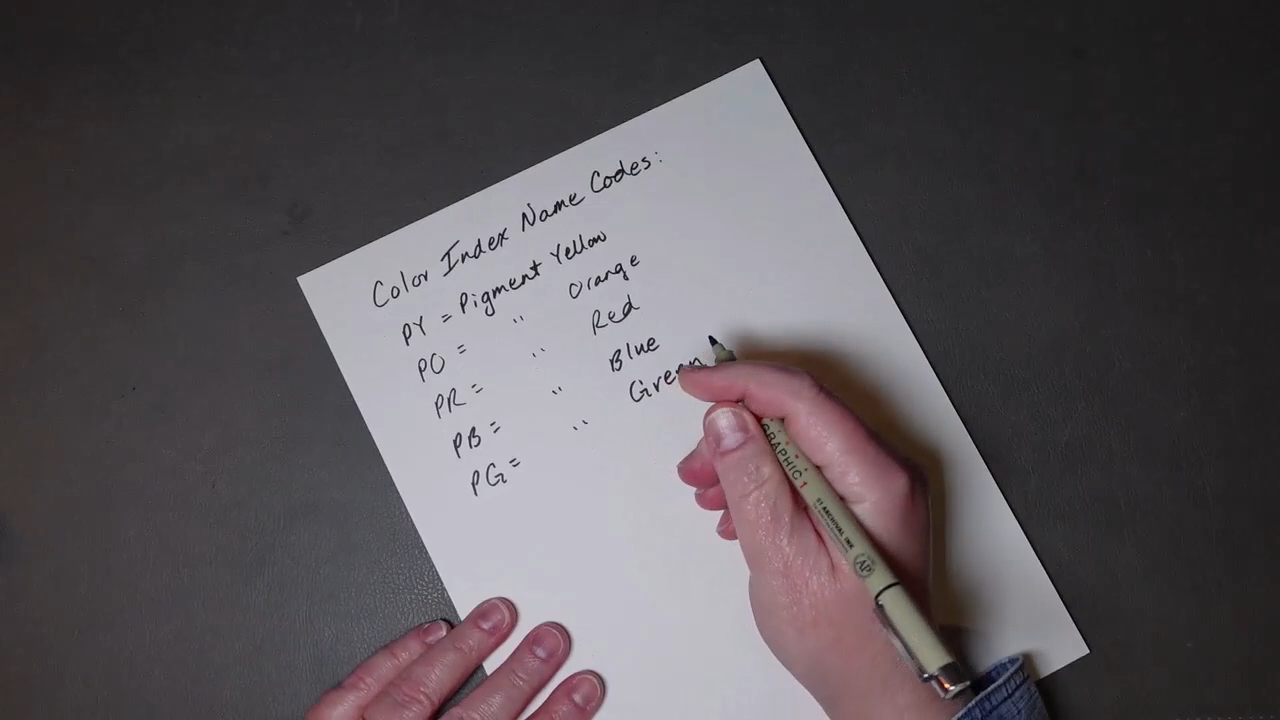 Color Index Name Codes:
PY = Pigment Yellow
PO = " Orange
PR = " Red
PB = " Blue
PG = " Green
GRAPHIC 1
ARCHIVAL INK
AP